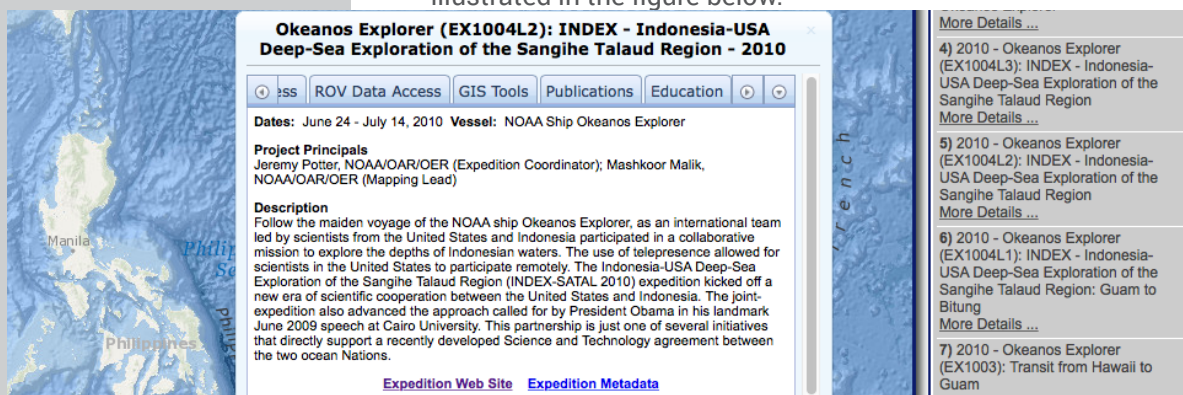 illustrated in the figure below.
Okeanos Explorer (EX1004L2): INDEX - Indonesia-USA
Deep-Sea Exploration of the Sangihe Talaud Region - 2010
ess ROV Data Access GIS Tools Publications Education
Dates: June 24 - July 14, 2010 Vessel: NOAA Ship Okeanos Explorer
Project Principals
Jeremy Potter, NOAA/OAR/OER (Expedition Coordinator); Mashkoor Malik,
NOAA/OAR/OER (Mapping Lead)
Description
Follow the maiden voyage of the NOAA ship Okeanos Explorer, as an international team
led by scientists from the United States and Indonesia participated in a collaborative
mission to explore the depths of Indonesian waters. The use of telepresence allowed for
scientists in the United States to participate remotely. The Indonesia-USA Deep-Sea
Exploration of the Sangihe Talaud Region (INDEX-SATAL 2010) expedition kicked off a
new era of scientific cooperation between the United States and Indonesia. The joint-
expedition also advanced the approach called for by President Obama in his landmark
June 2009 speech at Cairo University. This partnership is just one of several initiatives
that directly support a recently developed Science and Technology agreement between
the two ocean Nations.
Expedition Web Site Expedition Metadata
Manila
Philip
Se
Philip
Philippines
French
Okeanos Explorer
More Details ...
4) 2010 - Okeanos Explorer
(EX1004L3): INDEX - Indonesia-
USA Deep-Sea Exploration of the
Sangihe Talaud Region
More Details ...
5) 2010 - Okeanos Explorer
(EX1004L2): INDEX - Indonesia-
USA Deep-Sea Exploration of the
Sangihe Talaud Region
More Details ...
6) 2010 - Okeanos Explorer
(EX1004L1): INDEX - Indonesia-
USA Deep-Sea Exploration of the
Sangihe Talaud Region: Guam to
Bitung
More Details ...
7) 2010 - Okeanos Explorer
(EX1003): Transit from Hawaii to
Guam